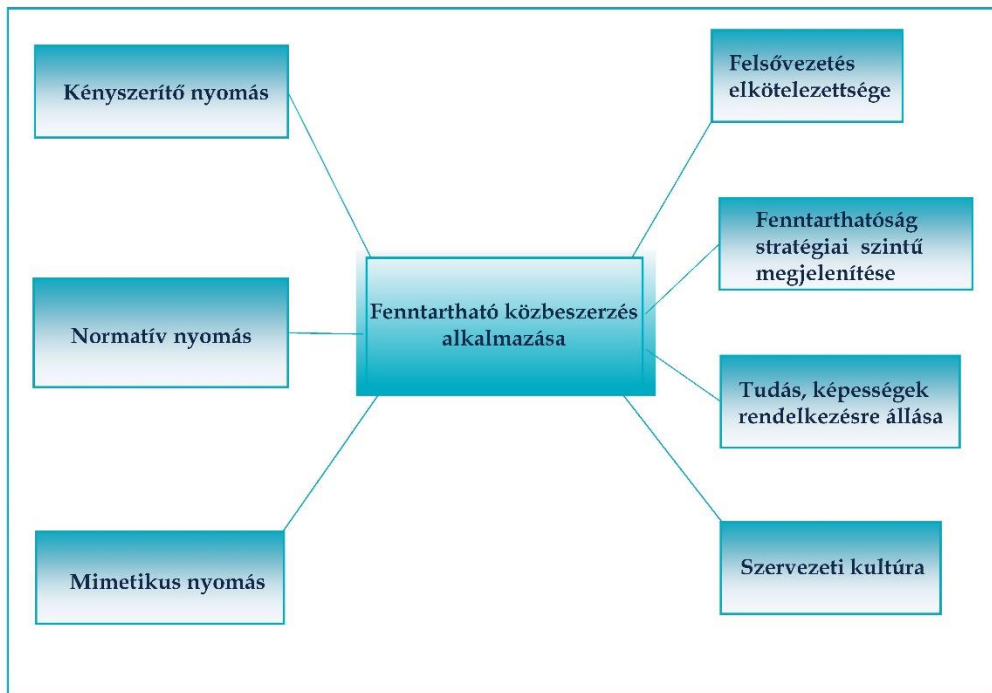 Kényszerítő nyomás
Normatív nyomás
Mimetikus nyomás
Fenntartható közbeszerzés
alkalmazása
Felsővezetés
elkötelezettsége
Fenntarthatóság
stratégiai szintű
megjelenítése
Tudás, képességek
rendelkezésre állása
Szervezeti kultúra